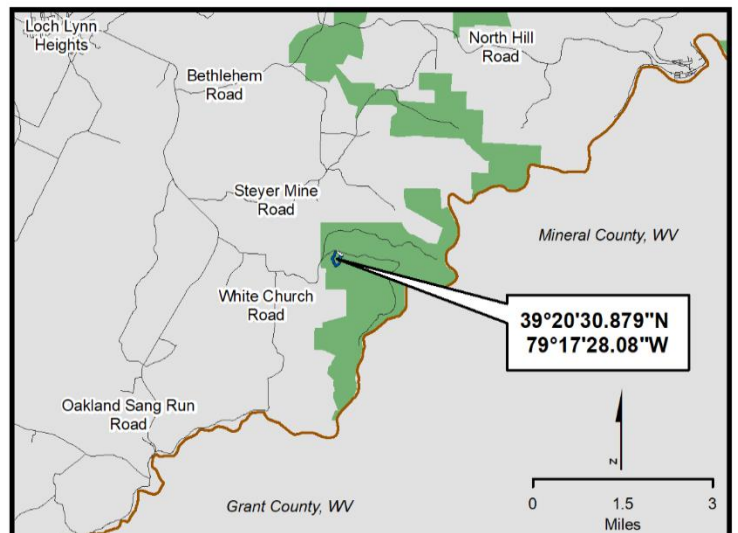 Loch Lynn
Heights
North Hill
Road
Bethlehem
Road
Steyer Mine
Road
Mineral County, WV
White Church
Road
39°20'30.879"N
79°17'28.08"W
Oakland Sang Run
Road
Grant County, WV
N
0 1.5 3
Miles